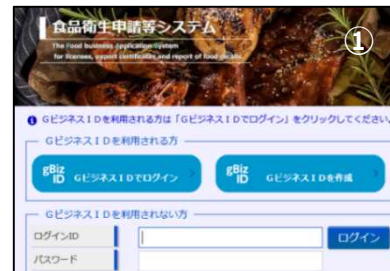 食品衛生申請等システム
①
The Food business Application System
for licenses, export certificates and report of food recalls
GビジネスＩＤを利用される方は「GビジネスＩＤでログイン」をクリックしてください。
GビジネスＩＤを利用される方
gBiz ID GビジネスＩＤでログイン
gBiz ID GビジネスＩＤを作成
GビジネスＩＤを利用されない方
ログインID
ログイン
パスワード